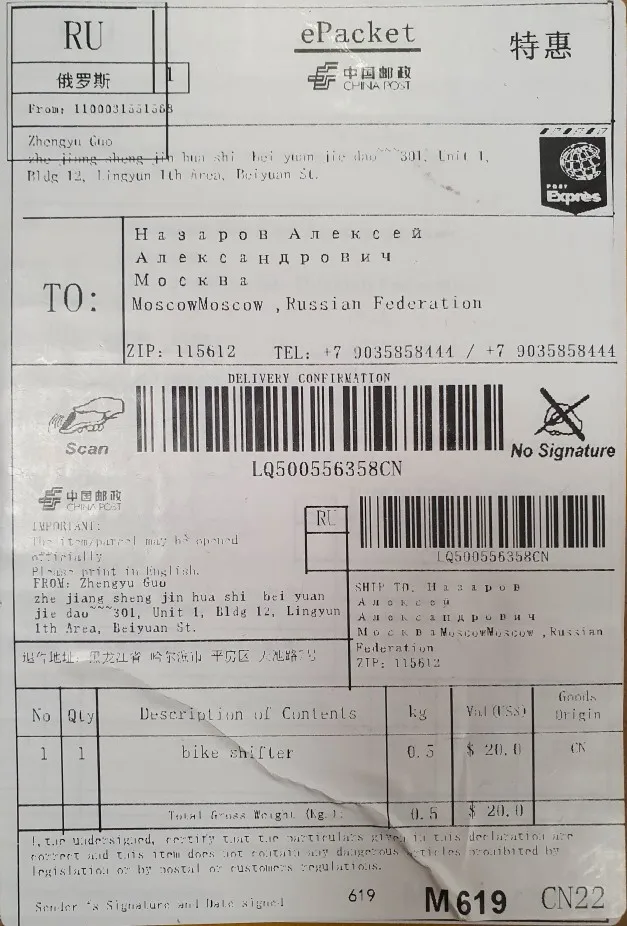 RU
ePacket
特惠
俄罗斯
1
中国邮政
CHINA POST
From:
Zhengyu Guo
zhe jiang sheng jin hua shi bei yuan jie dao~~~301, Unit 1,
Bldg 12, Lingyun 1th Area, Beiyuan St.
POST
Exprès
TO:
Назаров Алексей
Александрович
Москва
MoscowMoscow ,Russian Federation
ZIP: 115612 TEL: +7 9035858444 / +7 9035858444
DELIVERY CONFIRMATION
Scan
No Signature
LQ500556358CN
中国邮政
CHINA POST
RU
LQ500556358CN
IMPORTANT:
The item/parcel may be opened
officially.
Please print in English.
FROM: Zhengyu Guo
zhe jiang sheng jin hua shi bei yuan
jie dao~~~301, Unit 1, Bldg 12, Lingyun
1th Area, Beiyuan St.
SHIP TO: Назаров
Алексей
Александрович
МоскваMoscowMoscow ,Russian
Federation
ZIP: 115612
退件地址: 黑龙江省 哈尔滨市 平房区
No Qty Description of Contents kg Val(US$) Goods Origin
1 1 bike shifter 0.5 $ 20.0 CN
Total Gross Weight (Kg.): 0.5 $ 20.0
I, the undersigned, certify that the particulars given in this declaration are
correct and this item does not contain any dangerous articles prohibited by
legislation or by postal or customers regulations.
Sender 's Signature and Date signed
619
M619
CN22